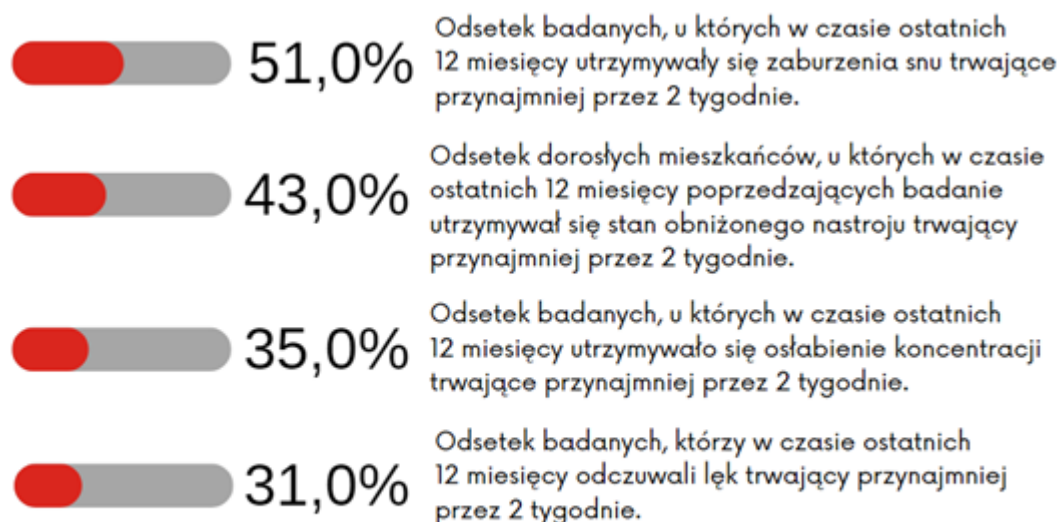 51,0%
Odsetek badanych, u których w czasie ostatnich
12 miesięcy utrzymywały się zaburzenia snu trwające
przynajmniej przez 2 tygodnie.
43,0%
Odsetek dorosłych mieszkańców, u których w czasie
ostatnich 12 miesięcy poprzedzających badanie
utrzymywał się stan obniżonego nastroju trwający
przynajmniej przez 2 tygodnie.
35,0%
Odsetek badanych, u których w czasie ostatnich
12 miesięcy utrzymywało się osłabienie koncentracji
trwające przynajmniej przez 2 tygodnie.
31,0%
Odsetek badanych, którzy w czasie ostatnich
12 miesięcy odczuwali lęk trwający przynajmniej
przez 2 tygodnie.